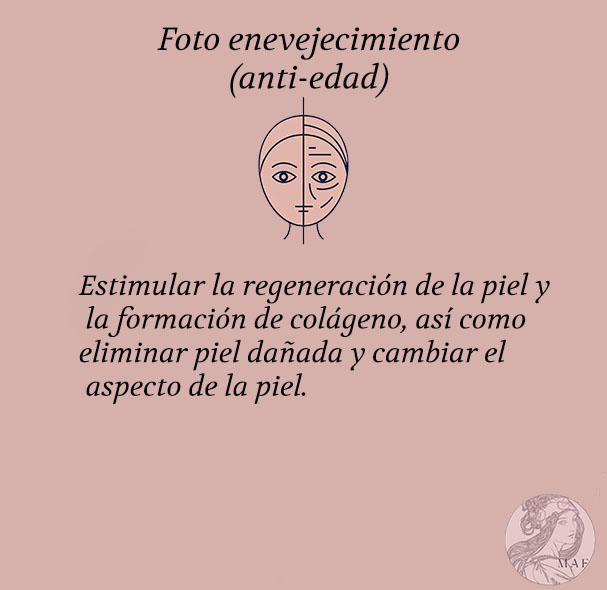 Foto enevejecimiento
(anti-edad)
Estimular la regeneración de la piel y
la formación de colágeno, así como
eliminar piel dañada y cambiar el
aspecto de la piel.
MAF